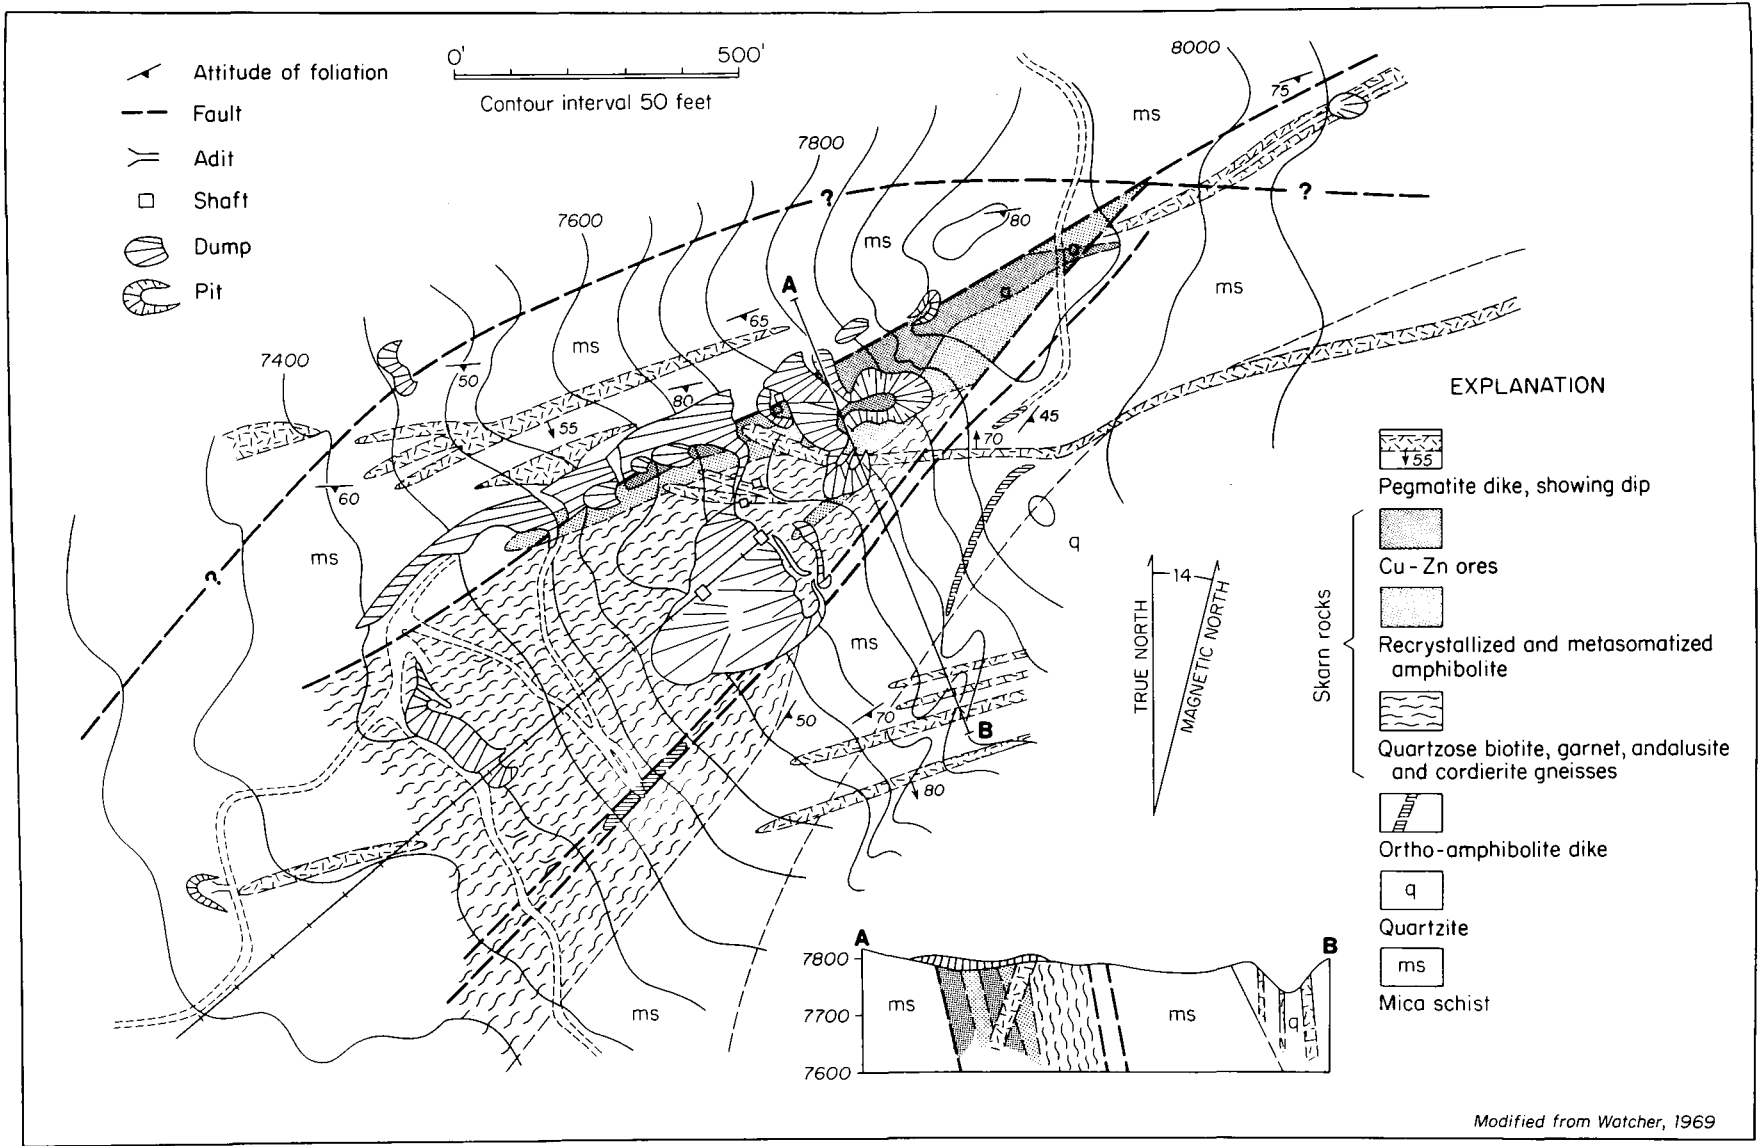 8000
0' 500'
Contour interval 50 feet
Attitude of foliation
Fault
Adit
Shaft
Dump
Pit
75
ms
7800
?
?
7600
80
ms
ms
A
65
ms
7400
50
80
55
45
70
60
ms
q
?
ms
50
70
B
80
ms
14
TRUE NORTH
MAGNETIC NORTH
EXPLANATION
55
Pegmatite dike, showing dip
Cu-Zn ores
Recrystallized and metasomatized
amphibolite
Skarn rocks
Quartzose biotite, garnet, andalusite
and cordierite gneisses
Ortho-amphibolite dike
q
Quartzite
ms
Mica schist
A B
7800
7700
7600
ms
ms
q
Modified from Watcher, 1969